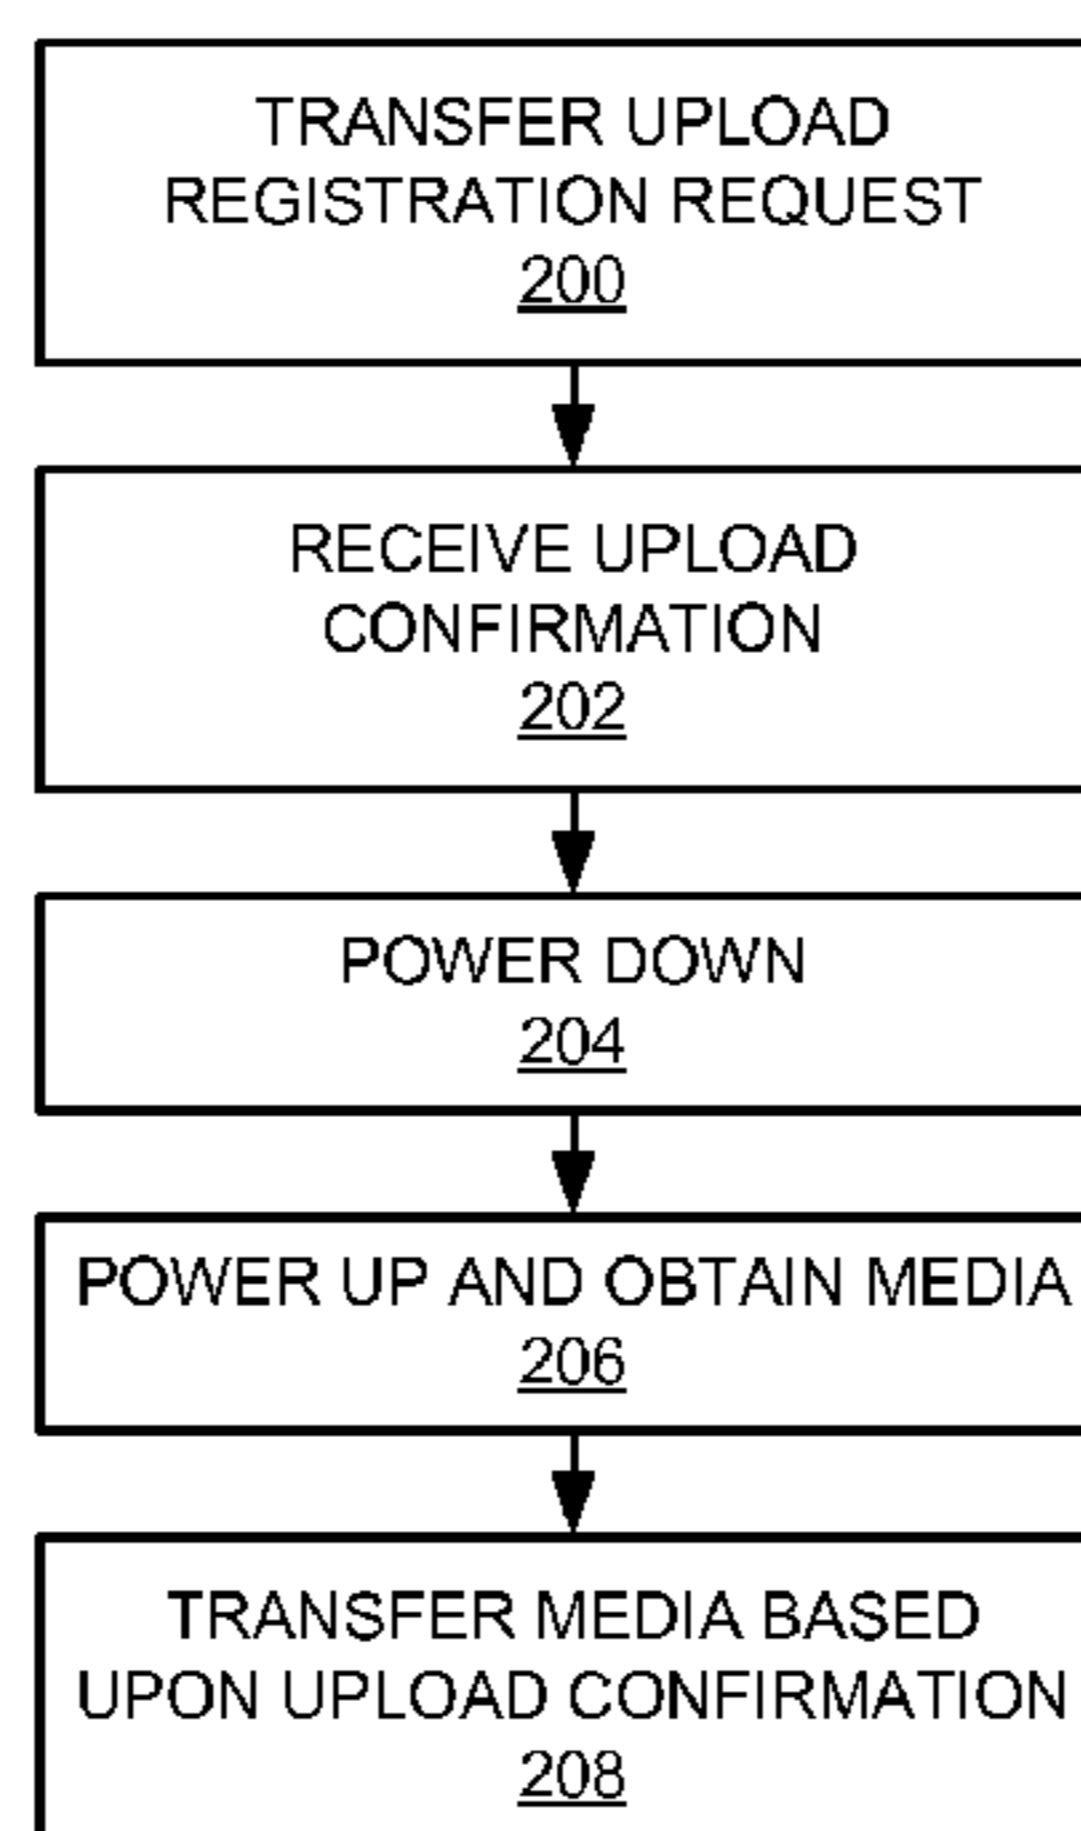 TRANSFER UPLOAD
REGISTRATION REQUEST
200
RECEIVE UPLOAD
CONFIRMATION
202
POWER DOWN
204
POWER UP AND OBTAIN MEDIA
206
TRANSFER MEDIA BASED
UPON UPLOAD CONFIRMATION
208